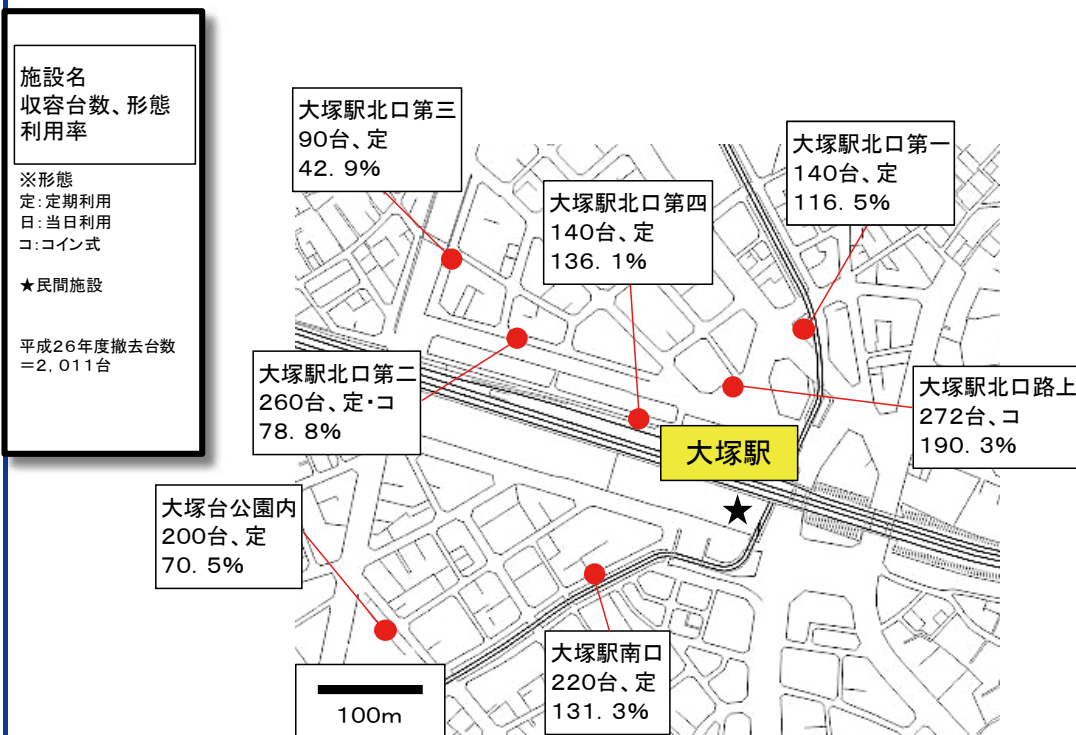 施設名
収容台数、形態
利用率
※形態
定:定期利用
日:当日利用
コ:コイン式
★民間施設
平成26年度撤去台数
=2,011台
大塚駅北口第三
90台、定
42.9%
大塚駅北口第四
140台、定
136.1%
大塚駅北口第一
140台、定
116.5%
大塚駅北口第二
260台、定・コ
78.8%
大塚駅北口路上
272台、コ
190.3%
大塚駅
★
大塚台公園内
200台、定
70.5%
大塚駅南口
220台、定
131.3%
100m